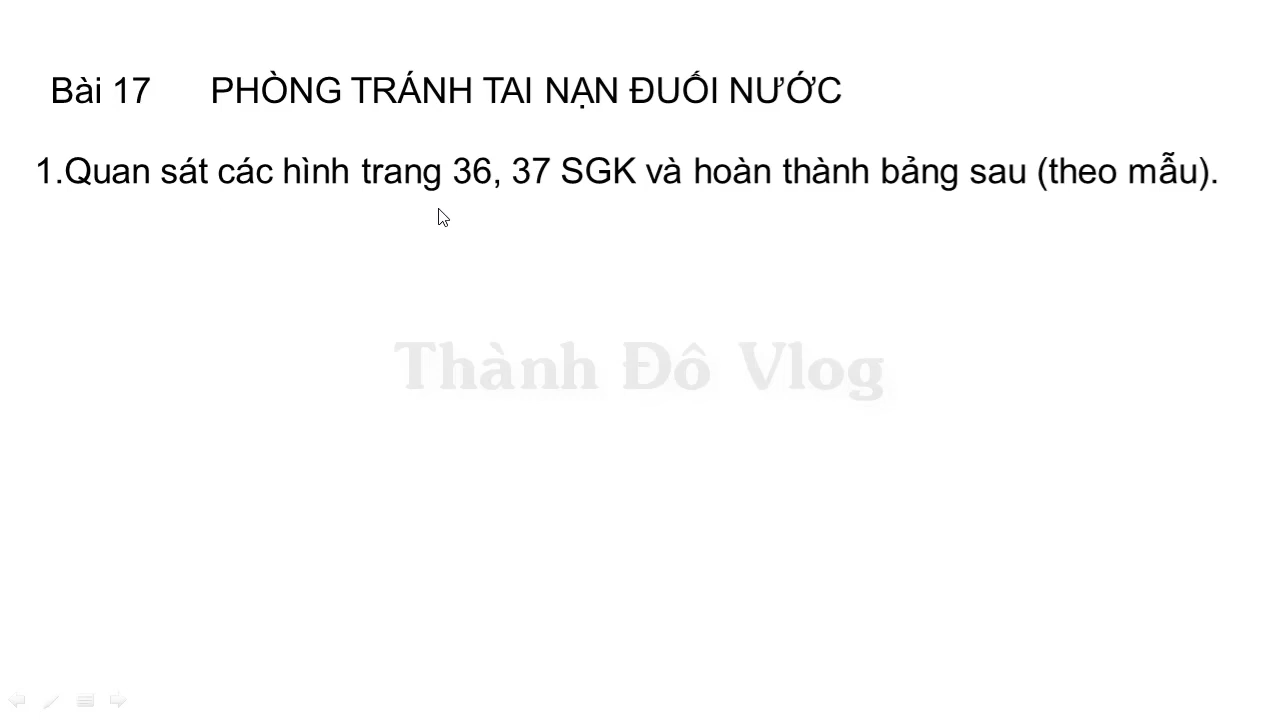 Bài 17 PHÒNG TRÁNH TAI NẠN ĐUỐI NƯỚC
1.Quan sát các hình trang 36, 37 SGK và hoàn thành bảng sau (theo mẫu).
Thành Đô Vlog